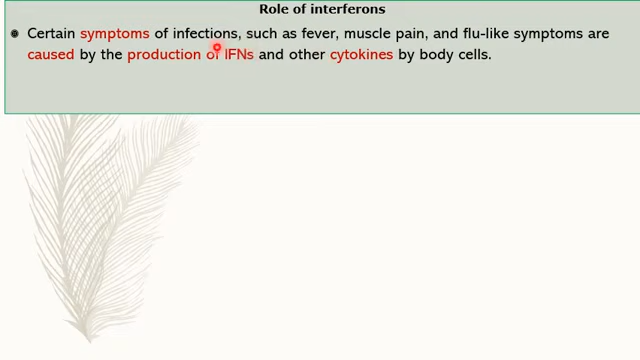 Role of interferons
Certain symptoms of infections, such as fever, muscle pain, and flu-like symptoms are
caused by the production of IFNs and other cytokines by body cells.